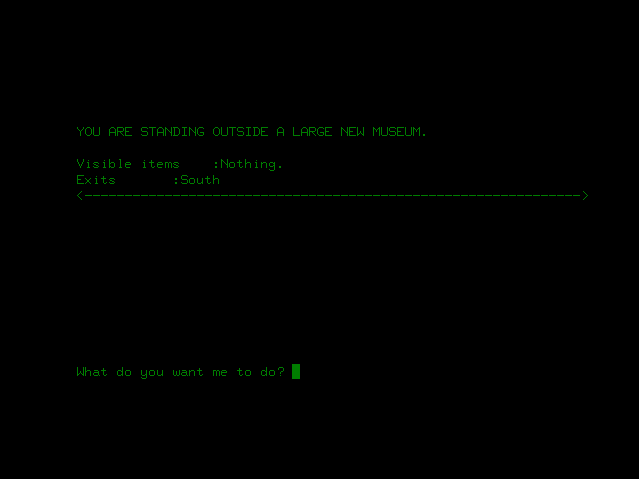 YOU ARE STANDING OUTSIDE A LARGE NEW MUSEUM.
Visible items    :Nothing.
Exits       :South
<-------------------------------------------------------------->
What do you want me to do?